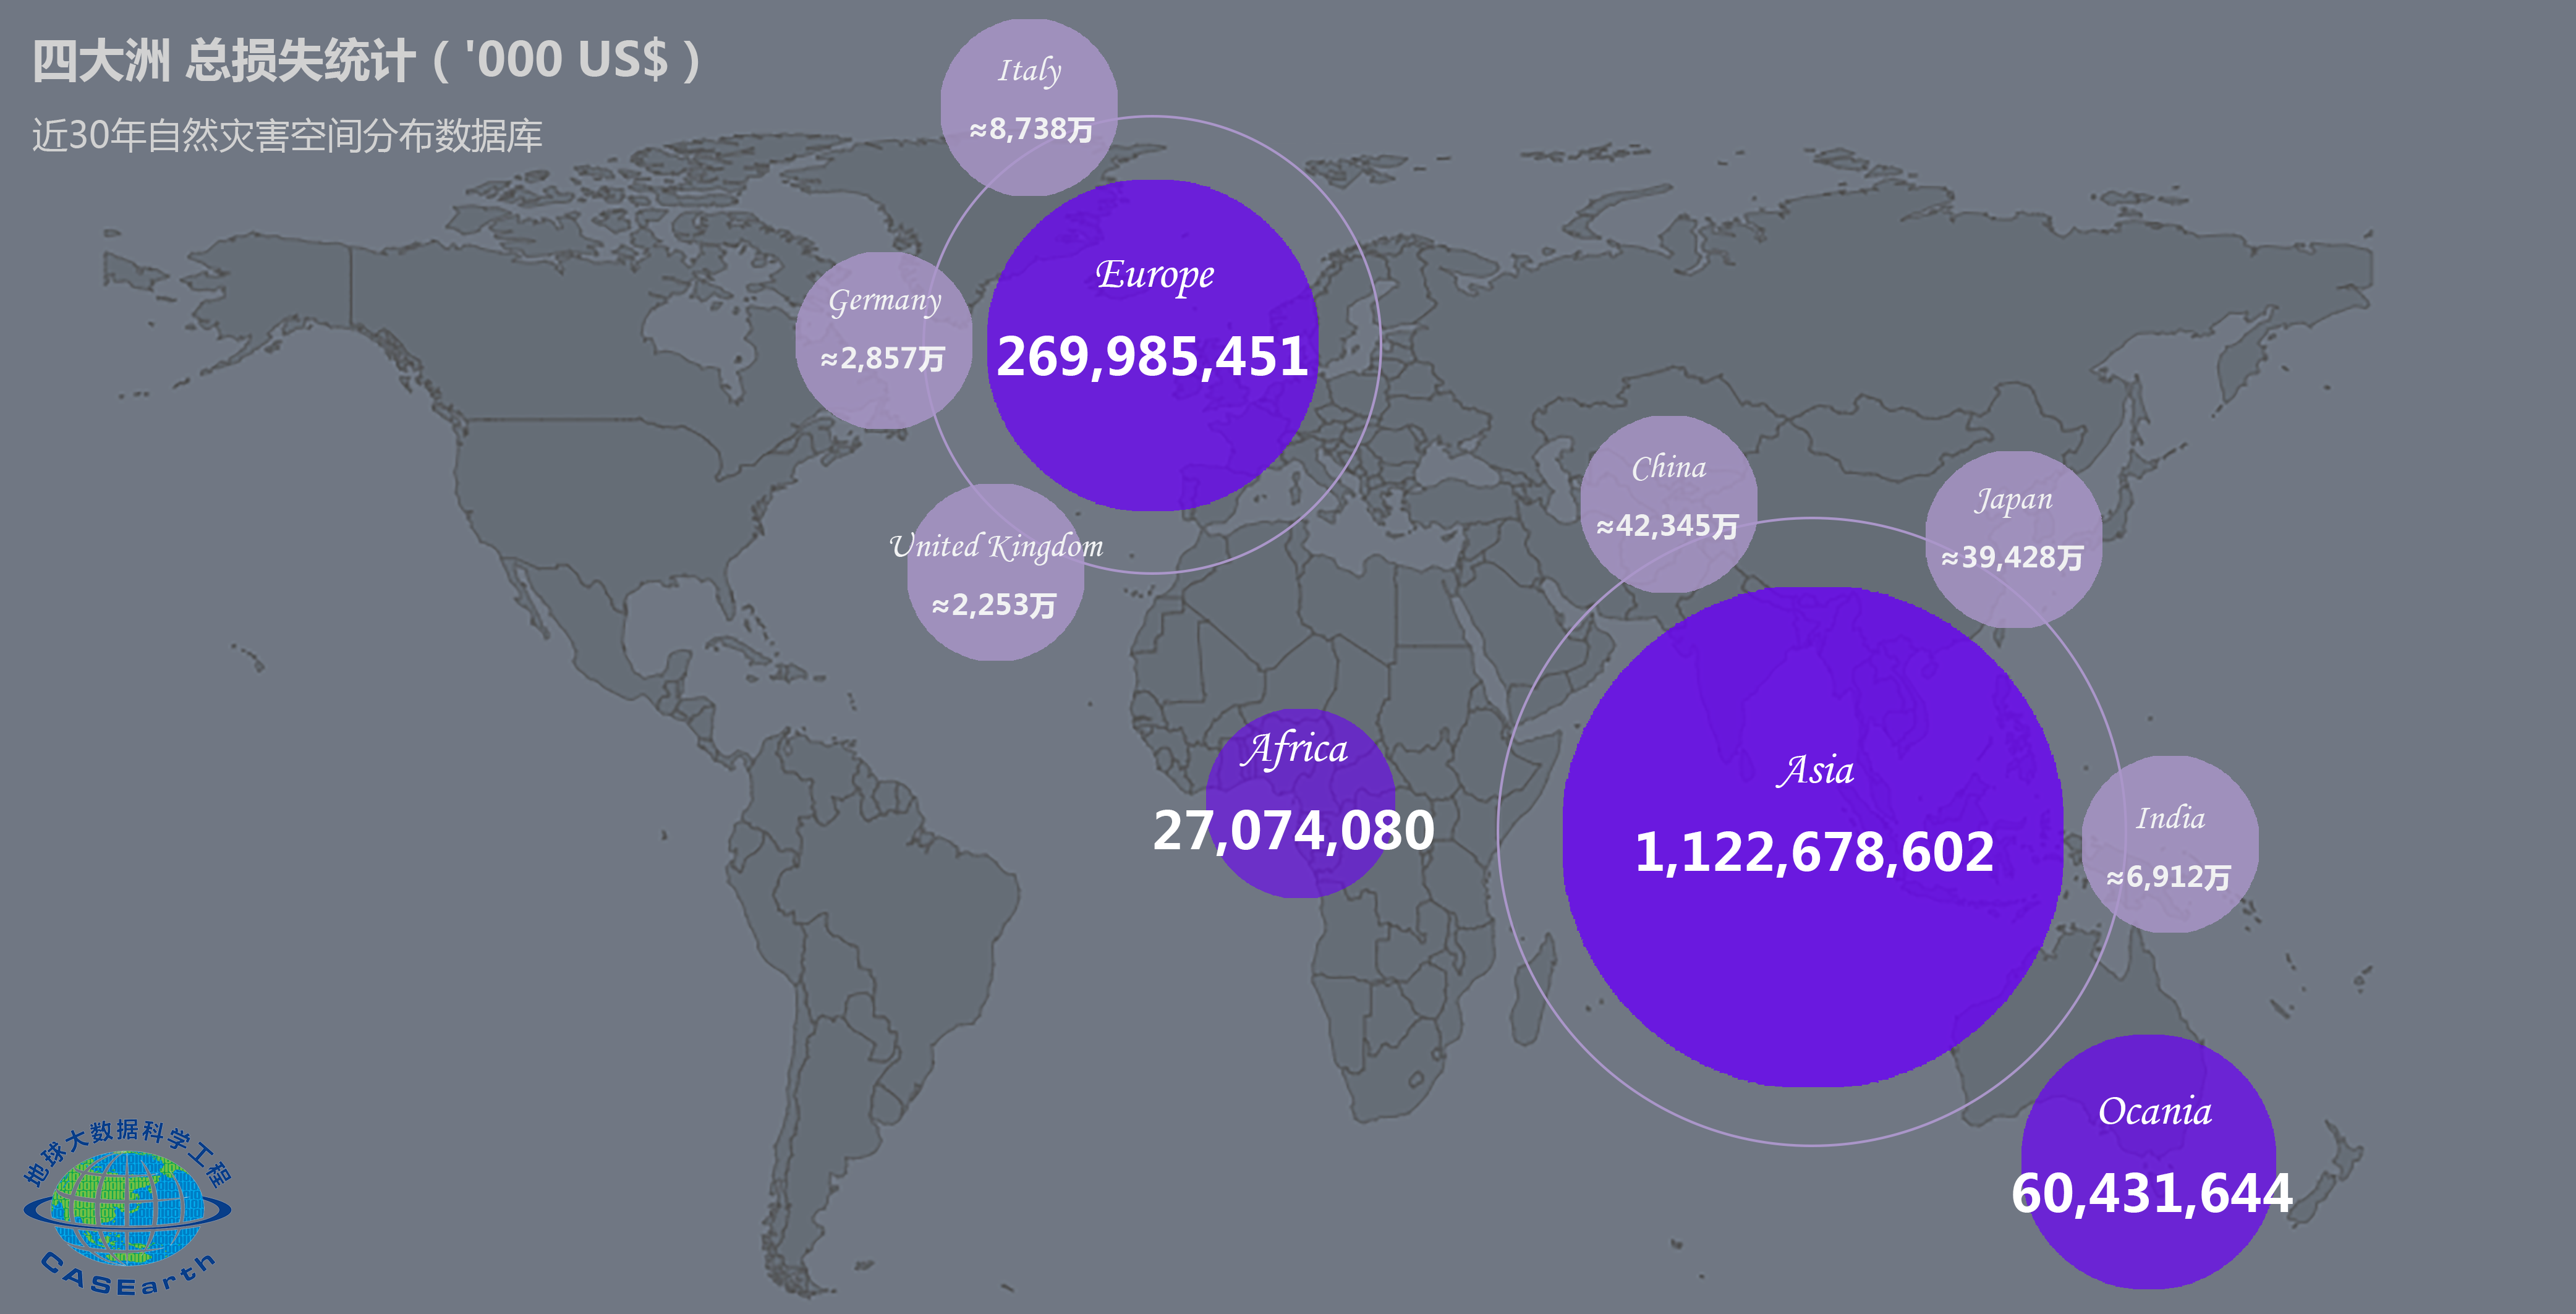 四大洲 总损失统计 ( '000 US$ )
近30年自然灾害空间分布数据库
Italy
≈8,738万
Europe
269,985,451
Germany
≈2,857万
United Kingdom
≈2,253万
China
≈42,345万
Japan
≈39,428万
Africa
27,074,080
Asia
1,122,678,602
India
≈6,912万
Ocania
60,431,644
地球大数据科学工程
CASEarth